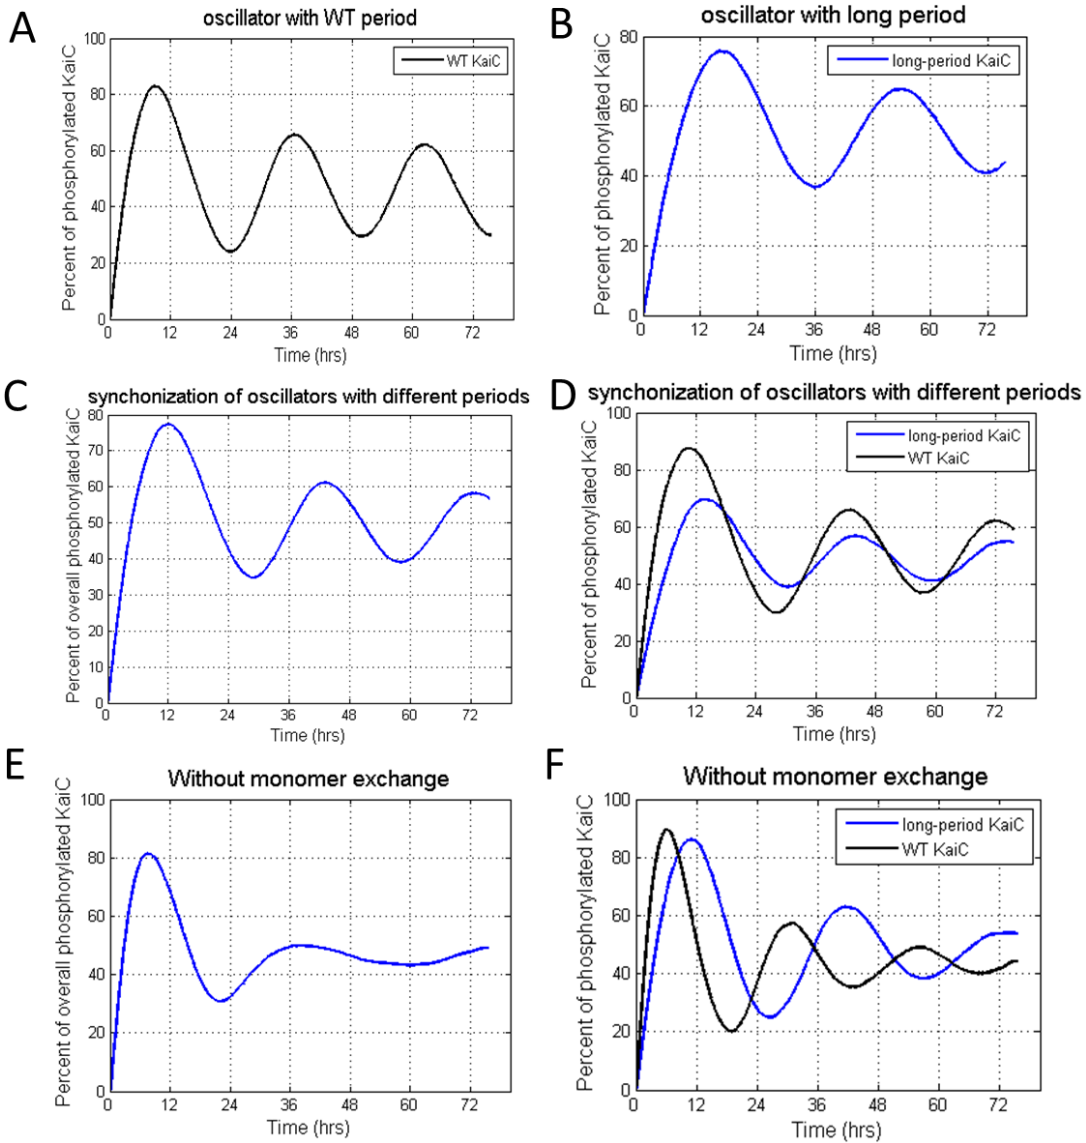 A
oscillator with WT period
Percent of phosphorylated KaiC
100
80
60
40
20
0
WT KaiC
0 12 24 36 48 60 72
Time (hrs)
B
oscillator with long period
Percent of phosphorylated KaiC
80
60
40
20
0
long-period KaiC
0 12 24 36 48 60 72
Time (hrs)
C
synchonization of oscillators with different periods
Percent of overall phosphorylated KaiC
80
70
60
50
40
30
20
10
0
0 12 24 36 48 60 72
Time (hrs)
D
synchonization of oscillators with different periods
Percent of phosphorylated KaiC
100
80
60
40
20
0
long-period KaiC
WT KaiC
0 12 24 36 48 60 72
Time (hrs)
E
Without monomer exchange
Percent of overall phosphorylated KaiC
100
80
60
40
20
0
0 12 24 36 48 60 72
Time (hrs)
F
Without monomer exchange
Percent of phosphorylated KaiC
100
80
60
40
20
0
long-period KaiC
WT KaiC
0 12 24 36 48 60 72
Time (hrs)